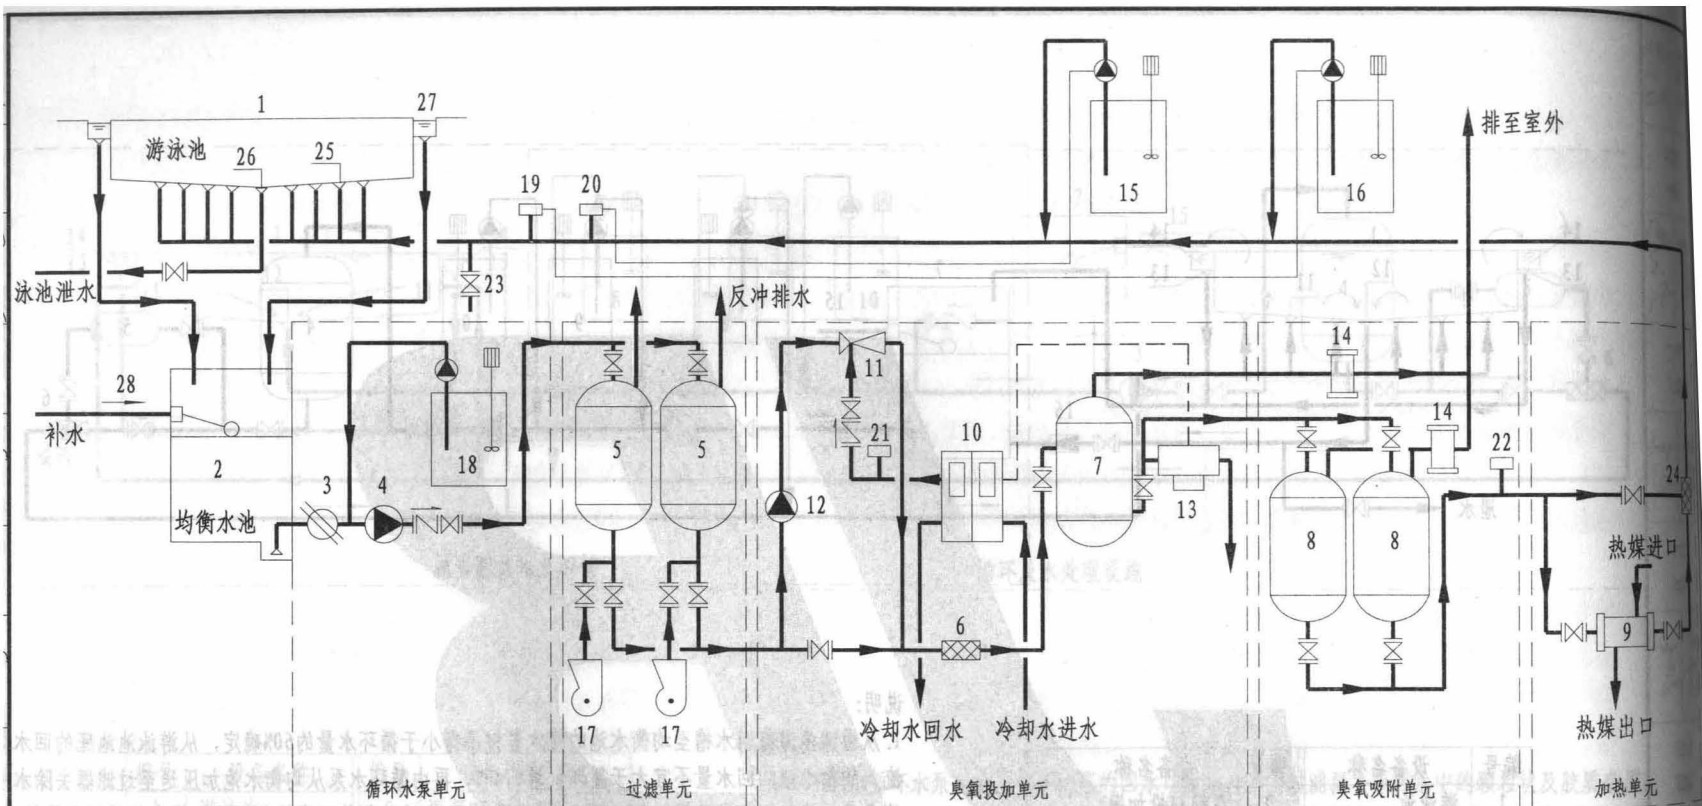 1
27
游泳池
26
25
19
20
15
16
排至室外
泳池泄水
23
反冲排水
28
补水
2
均衡水池
3
4
18
5
5
11
12
21
10
7
13
14
14
22
8
8
24
热媒进口
9
热媒出口
6
17
17
冷却水回水
冷却水进水
循环水泵单元
过滤单元
臭氧投加单元
臭氧吸附单元
加热单元